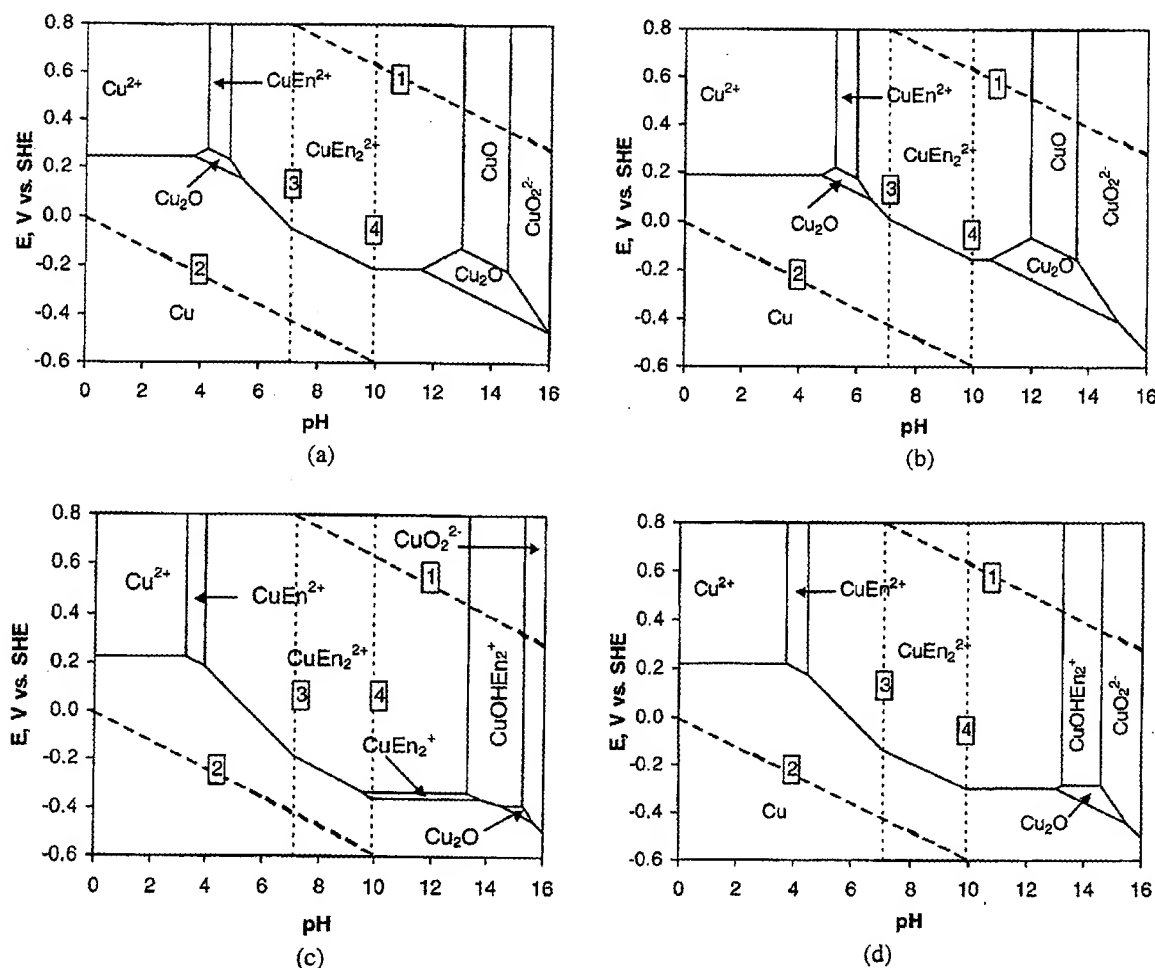 0.8
0.6
0.4
0.2
0.0
-0.2
-0.4
-0.6
E, V vs. SHE
Cu²⁺
CuEn²⁺
CuEn₂²⁺
Cu₂O
CuO
CuO₂²⁻
Cu₂O
Cu
1
2
3
4
0 2 4 6 8 10 12 14 16
pH
(a)
0.8
0.6
0.4
0.2
0.0
-0.2
-0.4
-0.6
E, V vs. SHE
Cu²⁺
CuEn²⁺
CuEn₂²⁺
Cu₂O
CuO
CuO₂²⁻
Cu₂O
Cu
1
2
3
4
0 2 4 6 8 10 12 14 16
pH
(b)
0.8
0.6
0.4
0.2
0.0
-0.2
-0.4
-0.6
E, V vs. SHE
Cu²⁺
CuEn²⁺
CuEn₂²⁺
CuO₂²⁻
CuOHEn₂⁺
CuEn₂⁺
Cu₂O
1
2
3
4
0 2 4 6 8 10 12 14 16
pH
(c)
0.8
0.6
0.4
0.2
0.0
-0.2
-0.4
-0.6
E, V vs. SHE
Cu²⁺
CuEn²⁺
CuEn₂²⁺
CuOHEn₂⁺
CuO₂²⁻
Cu₂O
Cu
1
2
3
4
0 2 4 6 8 10 12 14 16
pH
(d)